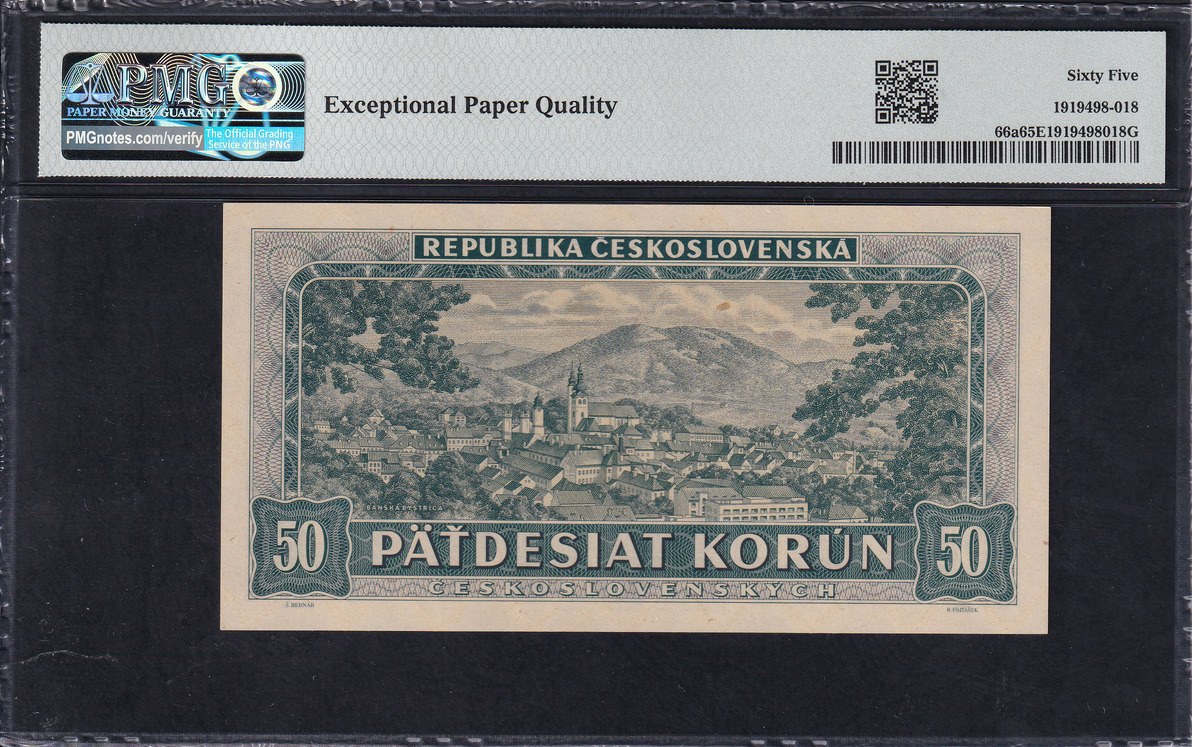 PMG
PAPER MONEY GUARANTY
PMGnotes.com/verify
The Official Grading
Service of the PNG
Exceptional Paper Quality
Sixty Five
1919498-018
66a65E1919498018G
REPUBLIKA ČESKOSLOVENSKÁ
BANSKÁ BYSTRICA
50
PÄŤDESIAT KORÚN
50
ČESKOSLOVENSKÝCH
Š. BEDNÁR